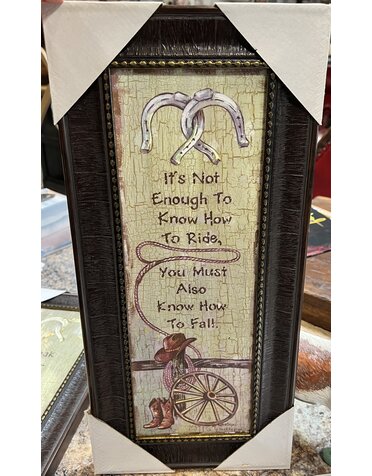 It's Not
Enough To
Know How
To Ride,
You Must
Also
Know How
To Fall.